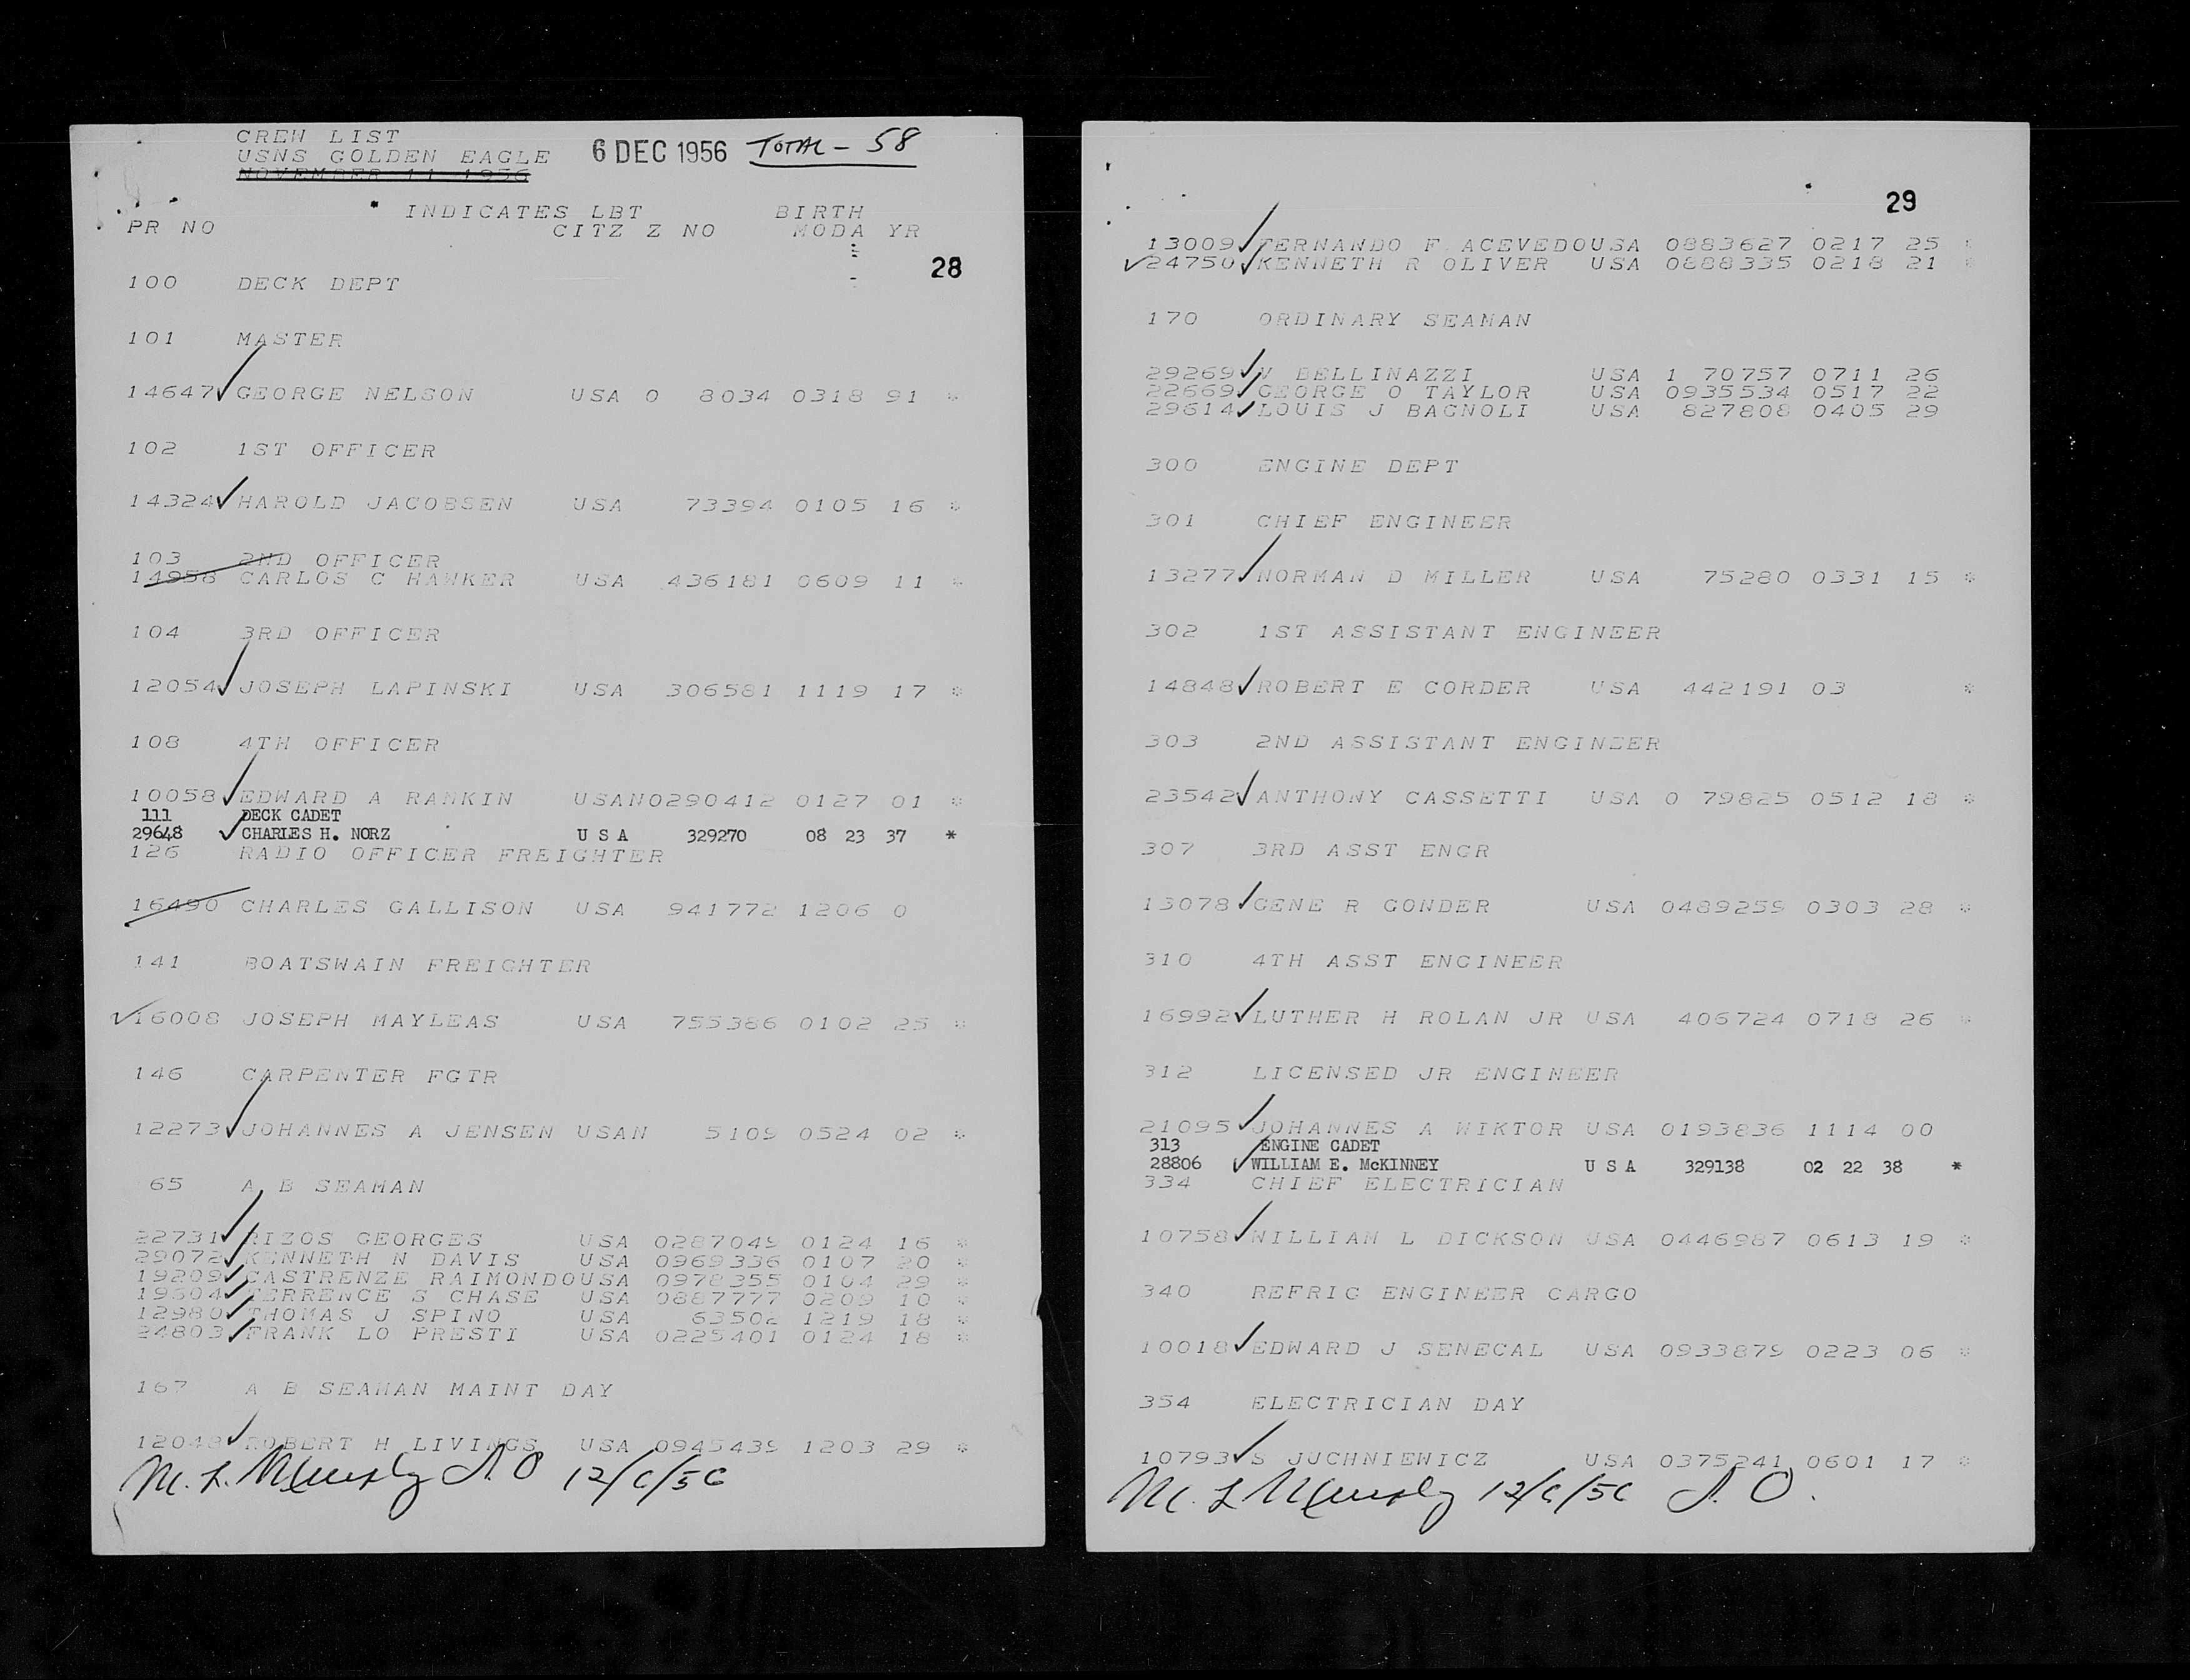 CREW LIST
USNS GOLDEN EAGLE 6 DEC 1956 TOTAL - 58
NOVEMBER 11 1956
* INDICATES LBT BIRTH
PR NO CITZ Z NO MODA YR
28
100 DECK DEPT
101 MASTER
14647 GEORGE NELSON USA O 8034 0318 91 *
102 1ST OFFICER
14324 HAROLD JACOBSEN USA 73394 0105 16 *
103 2ND OFFICER
14958 CARLOS C HAWKER USA 436181 0609 11 *
104 3RD OFFICER
12054 JOSEPH LAPINSKI USA 306581 1119 17 *
108 4TH OFFICER
10058 EDWARD A RANKIN USAN0290412 0127 01 *
111 DECK CADET
29648 CHARLES H. NORZ U S A 329270 08 23 37 *
126 RADIO OFFICER FREIGHTER
16490 CHARLES GALLISON USA 941772 1206 0
141 BOATSWAIN FREIGHTER
16008 JOSEPH MAYLEAS USA 755386 0102 25 *
146 CARPENTER FGTR
12273 JOHANNES A JENSEN USAN 5109 0524 02 *
65 A B SEAMAN
22731 RIZOS GEORGES USA 0287049 0124 16 *
29072 KENNETH N DAVIS USA 0969336 0107 20 *
19209 CASTRENZE RAIMONDOUSA 0978355 0104 29 *
19604 TERRENCE S CHASE USA 0887777 0209 10 *
12980 THOMAS J SPINO USA 63502 1219 18 *
24803 FRANK LO PRESTI USA 0225401 0124 18 *
167 A B SEAMAN MAINT DAY
12048 ROBERT H LIVINGS USA 0945439 1203 29 *
M. L. Murphy I.O 12/6/56
29
13009 FERNANDO F ACEVEDOUSA 0883627 0217 25 *
24750 KENNETH R OLIVER USA 0888335 0218 21 *
170 ORDINARY SEAMAN
29269 V BELLINAZZI USA 1 70757 0711 26
22669 GEORGE O TAYLOR USA 0935534 0517 22
29614 LOUIS J BAGNOLI USA 827808 0405 29
300 ENGINE DEPT
301 CHIEF ENGINEER
13277 NORMAN D MILLER USA 75280 0331 15 *
302 1ST ASSISTANT ENGINEER
14848 ROBERT E CORDER USA 442191 03 *
303 2ND ASSISTANT ENGINEER
23542 ANTHONY CASSETTI USA O 79825 0512 18 *
307 3RD ASST ENGR
13078 GENE R GONDER USA 0489259 0303 28 *
310 4TH ASST ENGINEER
16992 LUTHER H ROLAN JR USA 406724 0718 26 *
312 LICENSED JR ENGINEER
21095 JOHANNES A WIKTOR USA 0193836 1114 00
313 ENGINE CADET
28806 WILLIAM E. McKINNEY U S A 329138 02 22 38 *
334 CHIEF ELECTRICIAN
10758 WILLIAM L DICKSON USA 0446987 0613 19 *
340 REFRIG ENGINEER CARGO
10018 EDWARD J SENECAL USA 0933879 0223 06 *
354 ELECTRICIAN DAY
10793 S JUCHNIEWICZ USA 0375241 0601 17 *
M. L Murphy 12/6/56 I. O.